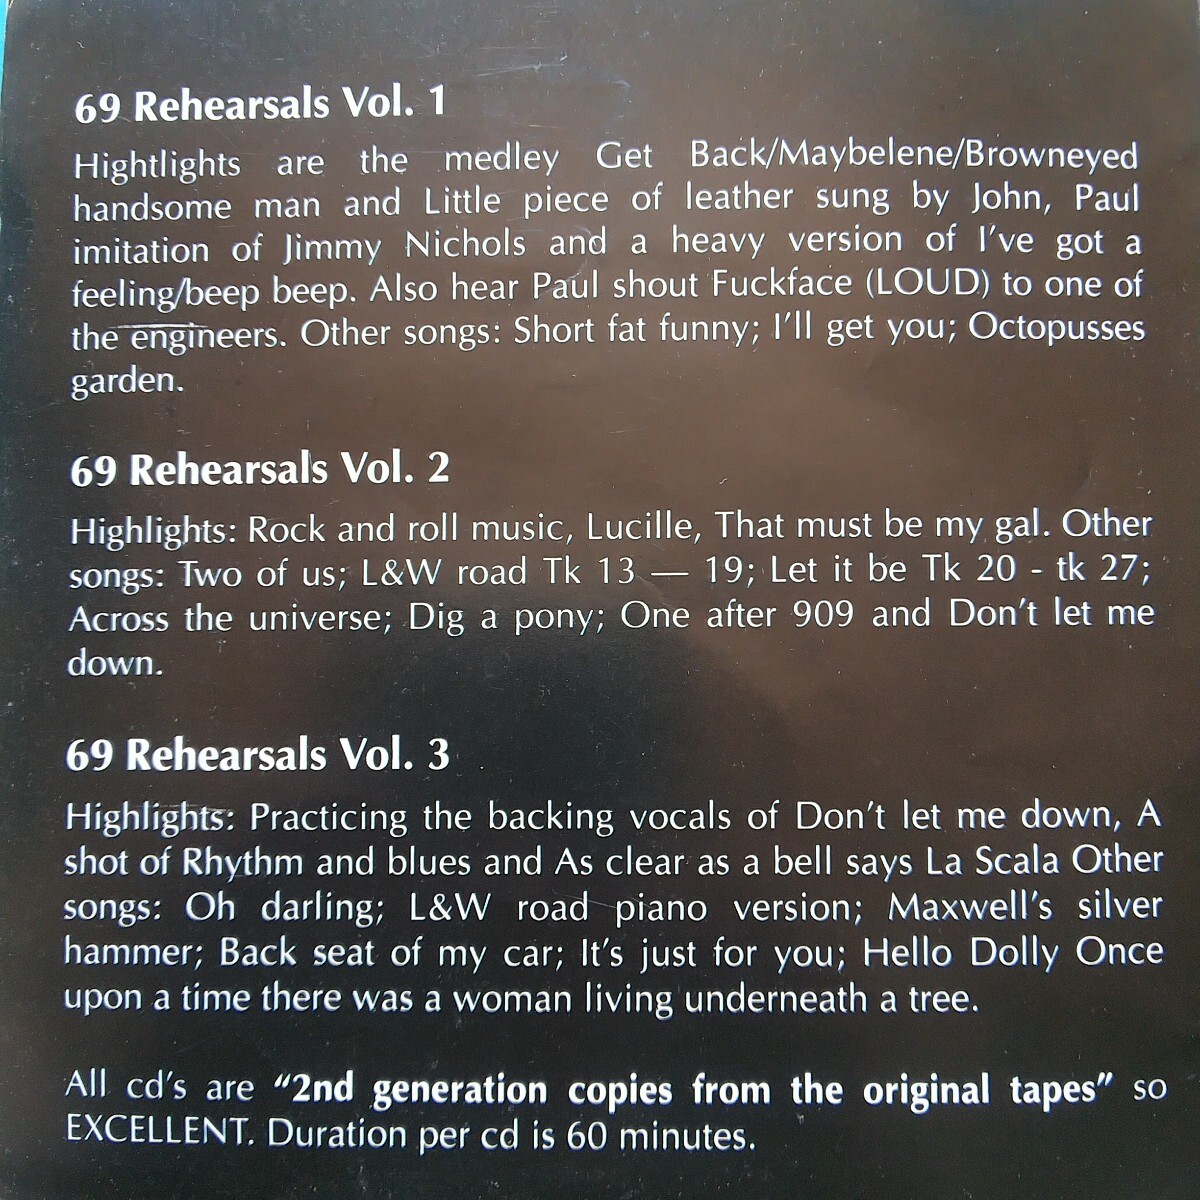 69 Rehearsals Vol. 1
Hightlights are the medley Get Back/Maybelene/Browneyed
handsome man and Little piece of leather sung by John, Paul
imitation of Jimmy Nichols and a heavy version of I've got a
feeling/beep beep. Also hear Paul shout Fuckface (LOUD) to one of
the engineers. Other songs: Short fat funny; I'll get you; Octopusses
garden.
69 Rehearsals Vol. 2
Highlights: Rock and roll music, Lucille, That must be my gal. Other
songs: Two of us; L&W road Tk 13 — 19; Let it be Tk 20 - tk 27;
Across the universe; Dig a pony; One after 909 and Don't let me
down.
69 Rehearsals Vol. 3
Highlights: Practicing the backing vocals of Don't let me down, A
shot of Rhythm and blues and As clear as a bell says La Scala Other
songs: Oh darling; L&W road piano version; Maxwell's silver
hammer; Back seat of my car; It's just for you; Hello Dolly Once
upon a time there was a woman living underneath a tree.
All cd's are "2nd generation copies from the original tapes" so
EXCELLENT. Duration per cd is 60 minutes.